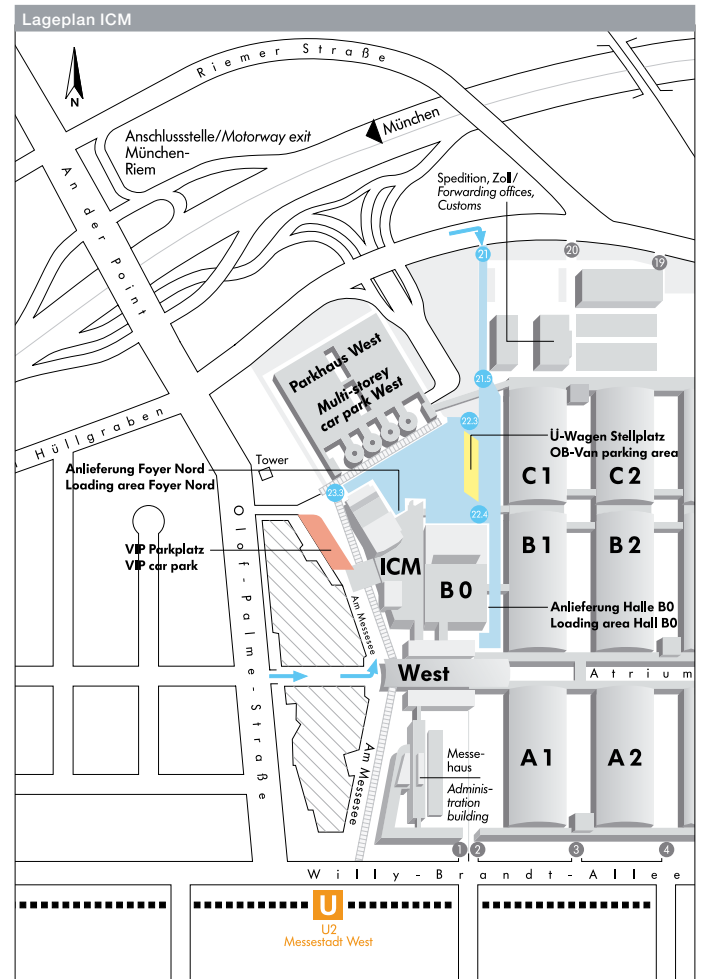 Lageplan ICM
Riemer Straße
N
Anschlussstelle/Motorway exit
München-
Riem
München
An der Point
Spedition, Zoll/
Forwarding offices,
Customs
21
20
19
Parkhaus West
Multi-storey
car park West
21.5
22.3
Hüllgraben
Tower
Ü-Wagen Stellplatz
OB-Van parking area
Anlieferung Foyer Nord
Loading area Foyer Nord
C1
C2
23.3
22.4
VIP Parkplatz
VIP car park
ICM
B0
B1
B2
Olof-Palme-Straße
Am Messesee
Anlieferung Halle B0
Loading area Hall B0
West
Atrium
Am Messesee
Messe-
haus
Adminis-
tration
building
A1
A2
1
2
3
4
Willy-Brandt-Allee
U
U2
Messestadt West